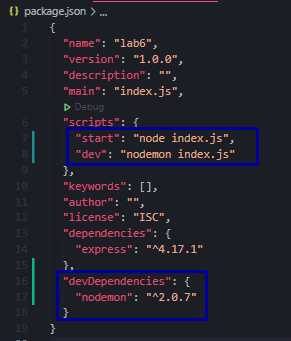 package.json > ...
1 {
2 "name": "lab6",
3 "version": "1.0.0",
4 "description": "",
5 "main": "index.js",
Debug
6 "scripts": {
7 "start": "node index.js",
8 "dev": "nodemon index.js"
9 },
10 "keywords": [],
11 "author": "",
12 "license": "ISC",
13 "dependencies": {
14 "express": "^4.17.1"
15 },
16 "devDependencies": {
17 "nodemon": "^2.0.7"
18 }
19 }